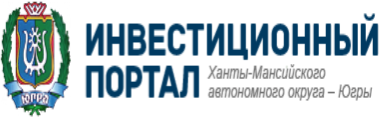 ИНВЕСТИЦИОННЫЙ
ПОРТАЛ
Ханты-Мансийского
автономного округа – Югры
ЮГРА